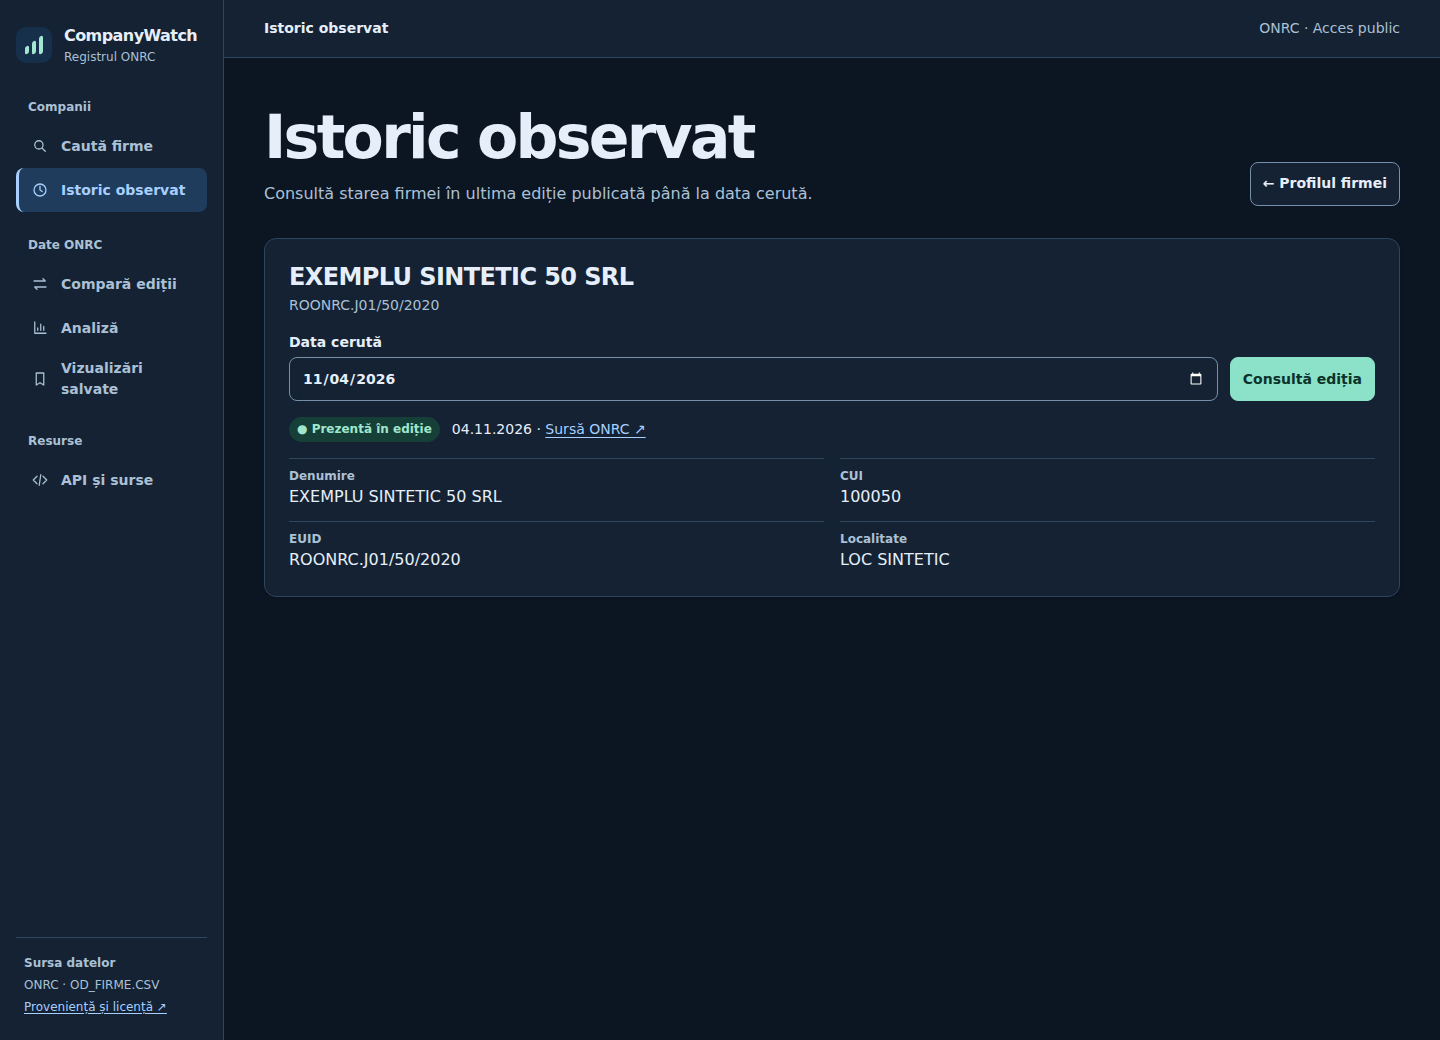 CompanyWatch
Registrul ONRC
Companii
Caută firme
Istoric observat
Date ONRC
Compară ediții
Analiză
Vizualizări
salvate
Resurse
API și surse
Sursa datelor
ONRC · OD_FIRME.CSV
Proveniență și licență ↗
Istoric observat
ONRC · Acces public
Istoric observat
Consultă starea firmei în ultima ediție publicată până la data cerută.
← Profilul firmei
EXEMPLU SINTETIC 50 SRL
ROONRC.J01/50/2020
Data cerută
11/04/2026
Consultă ediția
● Prezentă în ediție 04.11.2026 · Sursă ONRC ↗
Denumire
EXEMPLU SINTETIC 50 SRL
CUI
100050
EUID
ROONRC.J01/50/2020
Localitate
LOC SINTETIC